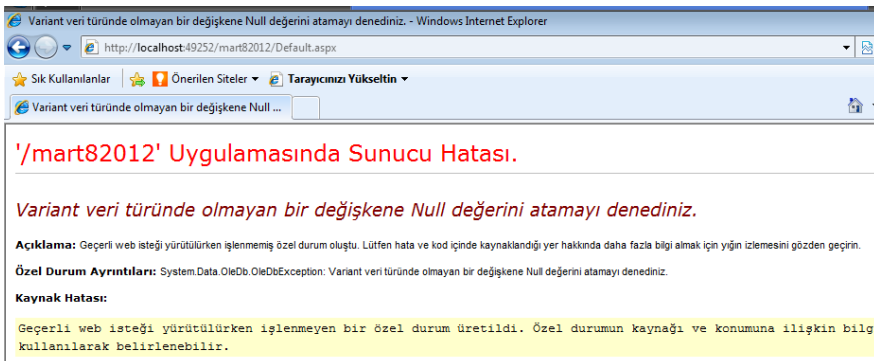 Variant veri türünde olmayan bir değişkene Null değerini atamayı denediniz. - Windows Internet Explorer
http://localhost:49252/mart82012/Default.aspx
Sık Kullanılanlar Önerilen Siteler Tarayıcınızı Yükseltin
Variant veri türünde olmayan bir değişkene Null ...
'/mart82012' Uygulamasında Sunucu Hatası.
Variant veri türünde olmayan bir değişkene Null değerini atamayı denediniz.
Açıklama: Geçerli web isteği yürütülürken işlenmemiş özel durum oluştu. Lütfen hata ve kod içinde kaynaklandığı yer hakkında daha fazla bilgi almak için yığın izlemesini gözden geçirin.
Özel Durum Ayrıntıları: System.Data.OleDb.OleDbException: Variant veri türünde olmayan bir değişkene Null değerini atamayı denediniz.
Kaynak Hatası:
Geçerli web isteği yürütülürken işlenmeyen bir özel durum üretildi. Özel durumun kaynağı ve konumuna ilişkin bilg
kullanılarak belirlenebilir.